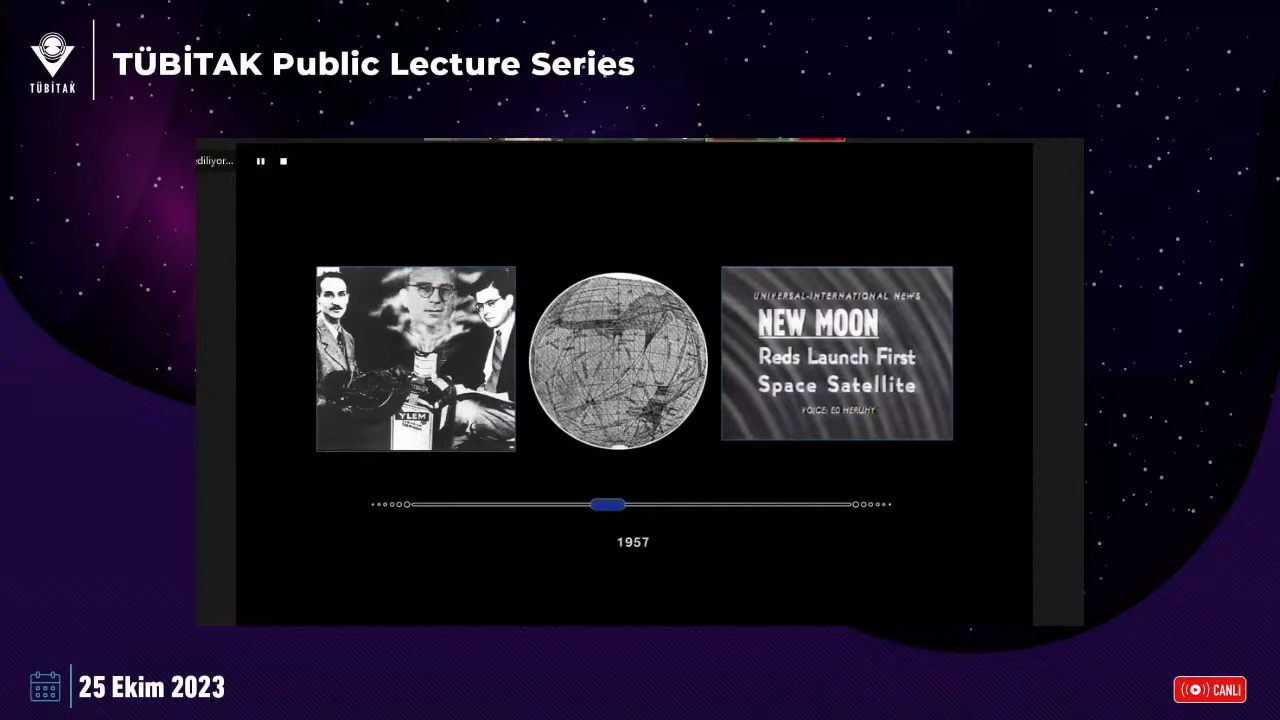 TÜBİTAK
TÜBİTAK Public Lecture Series
ediliyor...
YLEM
UNIVERSAL-INTERNATIONAL NEWS
NEW MOON
Reds Launch First
Space Satellite
VOICE: ED HERLIHY
1957
25 Ekim 2023
CANLI